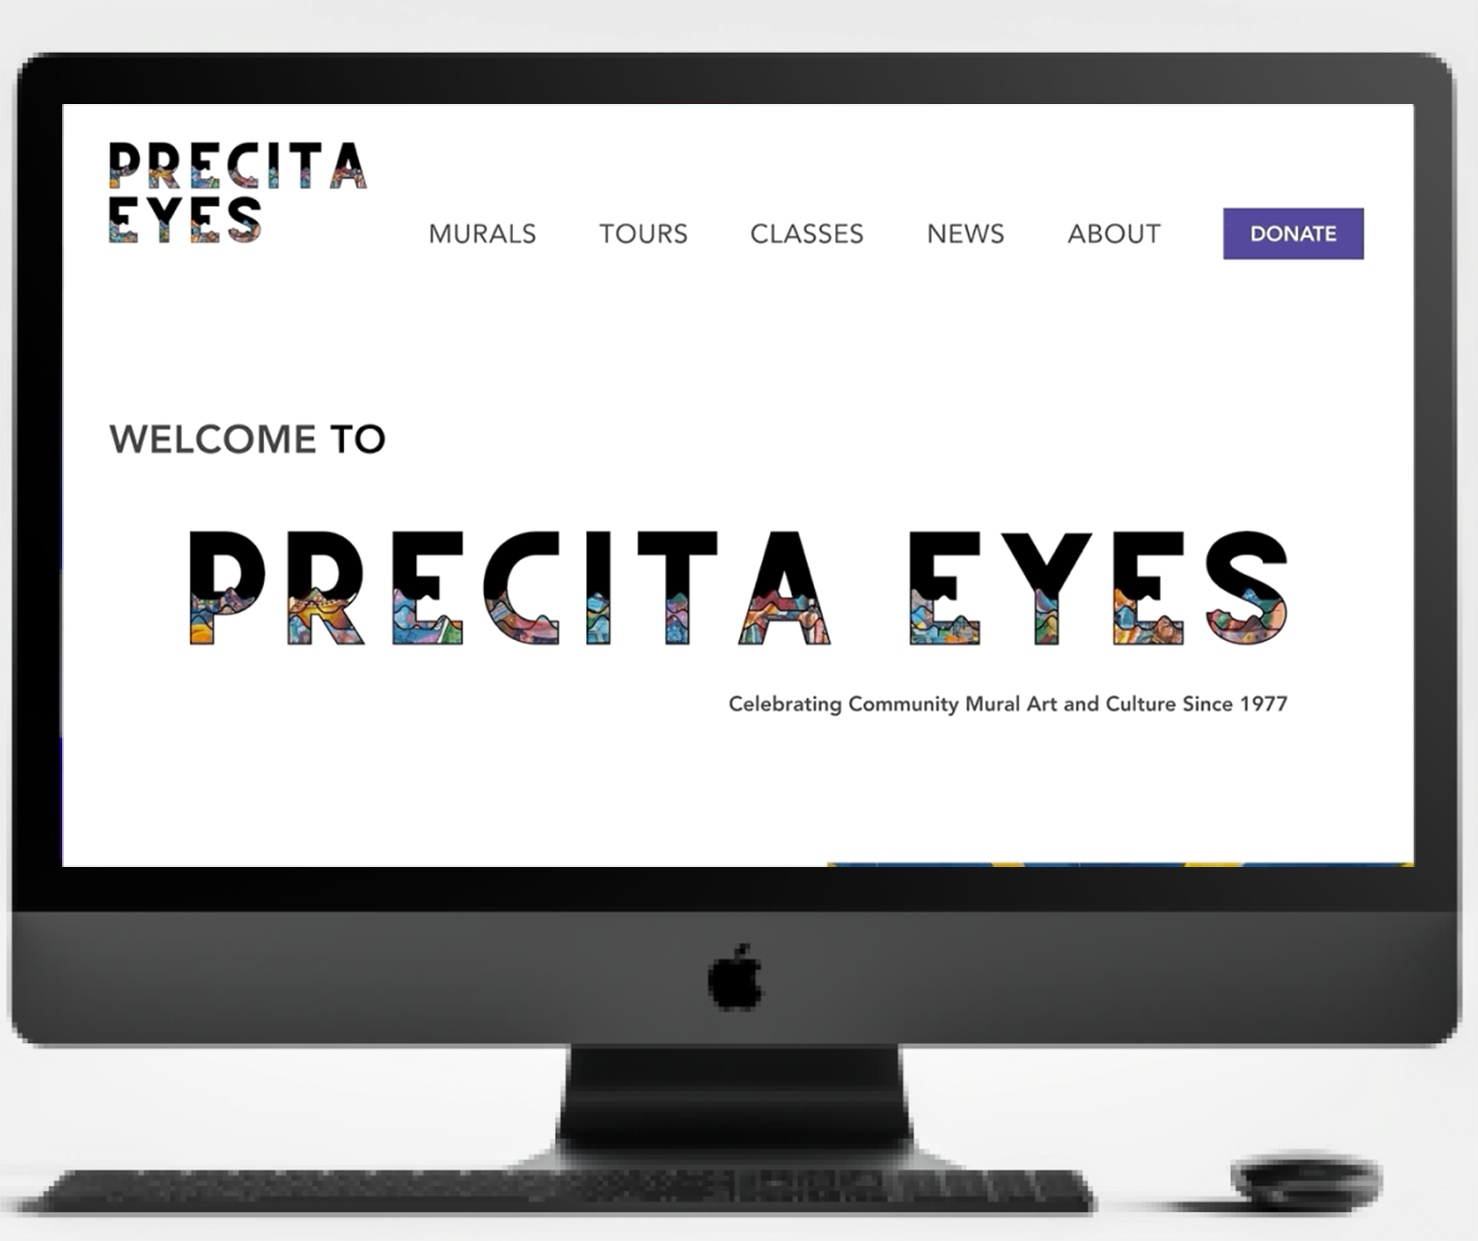 PRECITA
EYES
MURALS TOURS CLASSES NEWS ABOUT DONATE
WELCOME TO
PRECITA EYES
Celebrating Community Mural Art and Culture Since 1977